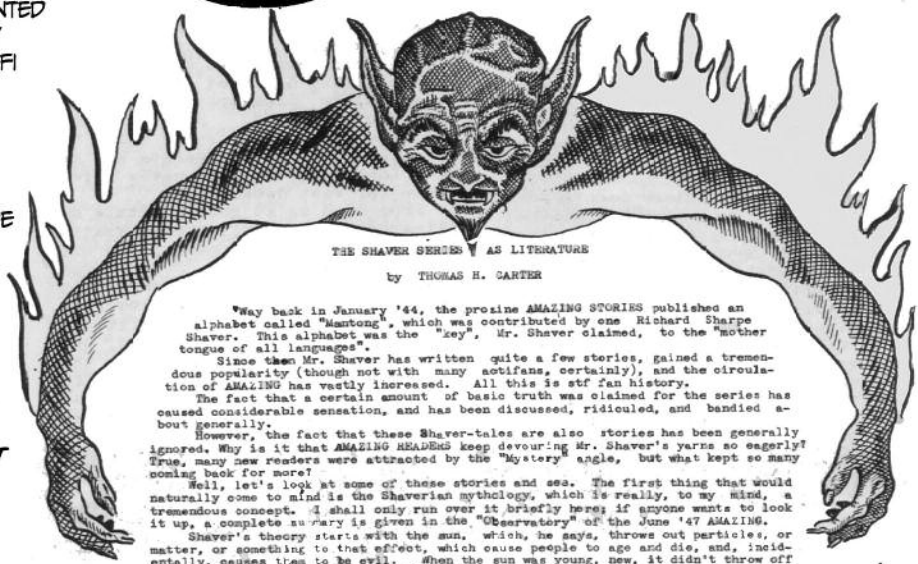 NTED
FI
E
THE SHAVER SERIES AS LITERATURE
by THOMAS H. CARTER
'Way back in January '44, the prozine AMAZING STORIES published an
alphabet called "Mantong", which was contributed by one Richard Sharpe
Shaver. This alphabet was the "key", Mr. Shaver claimed, to the "mother
tongue of all languages".
Since then Mr. Shaver has written quite a few stories, gained a tremen-
dous popularity (though not with many actifans, certainly), and the circula-
tion of AMAZING has vastly increased. All this is stf fan history.
The fact that a certain amount of basic truth was claimed for the series has
caused considerable sensation, and has been discussed, ridiculed, and bandied a-
bout generally.
However, the fact that these Shaver-tales are also stories has been generally
ignored. Why is it that AMAZING READERS keep devouring Mr. Shaver's yarns so eagerly?
True, many new readers were attracted by the "Mystery" angle, but what kept so many
coming back for more?
Well, let's look at some of these stories and see. The first thing that would
naturally come to mind is the Shaverian mythology, which is really, to my mind, a
tremendous concept. I shall only run over it briefly here; if anyone wants to look
it up, a complete summary is given in the "Observatory" of the June '47 AMAZING.
Shaver's theory starts with the sun, which, he says, throws out particles, or
matter, or something to that effect, which cause people to age and die, and, incid-
entally, causes them to be evil. When the sun was young, new, it didn't throw off